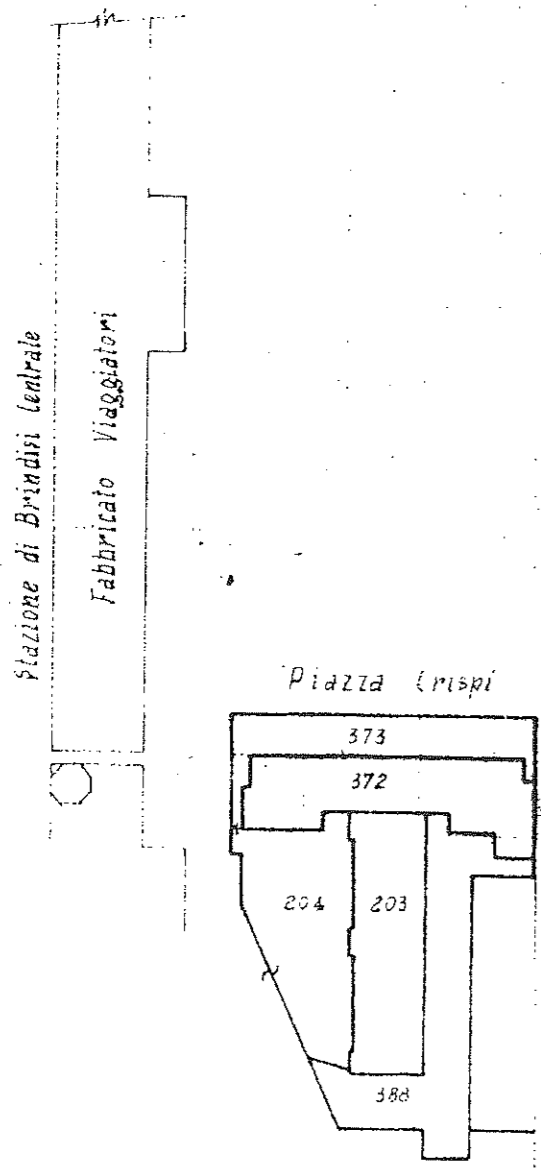 Stazione di Brindisi Centrale
Fabbricato Viaggiatori
Piazza Crispi
373
372
204
203
388